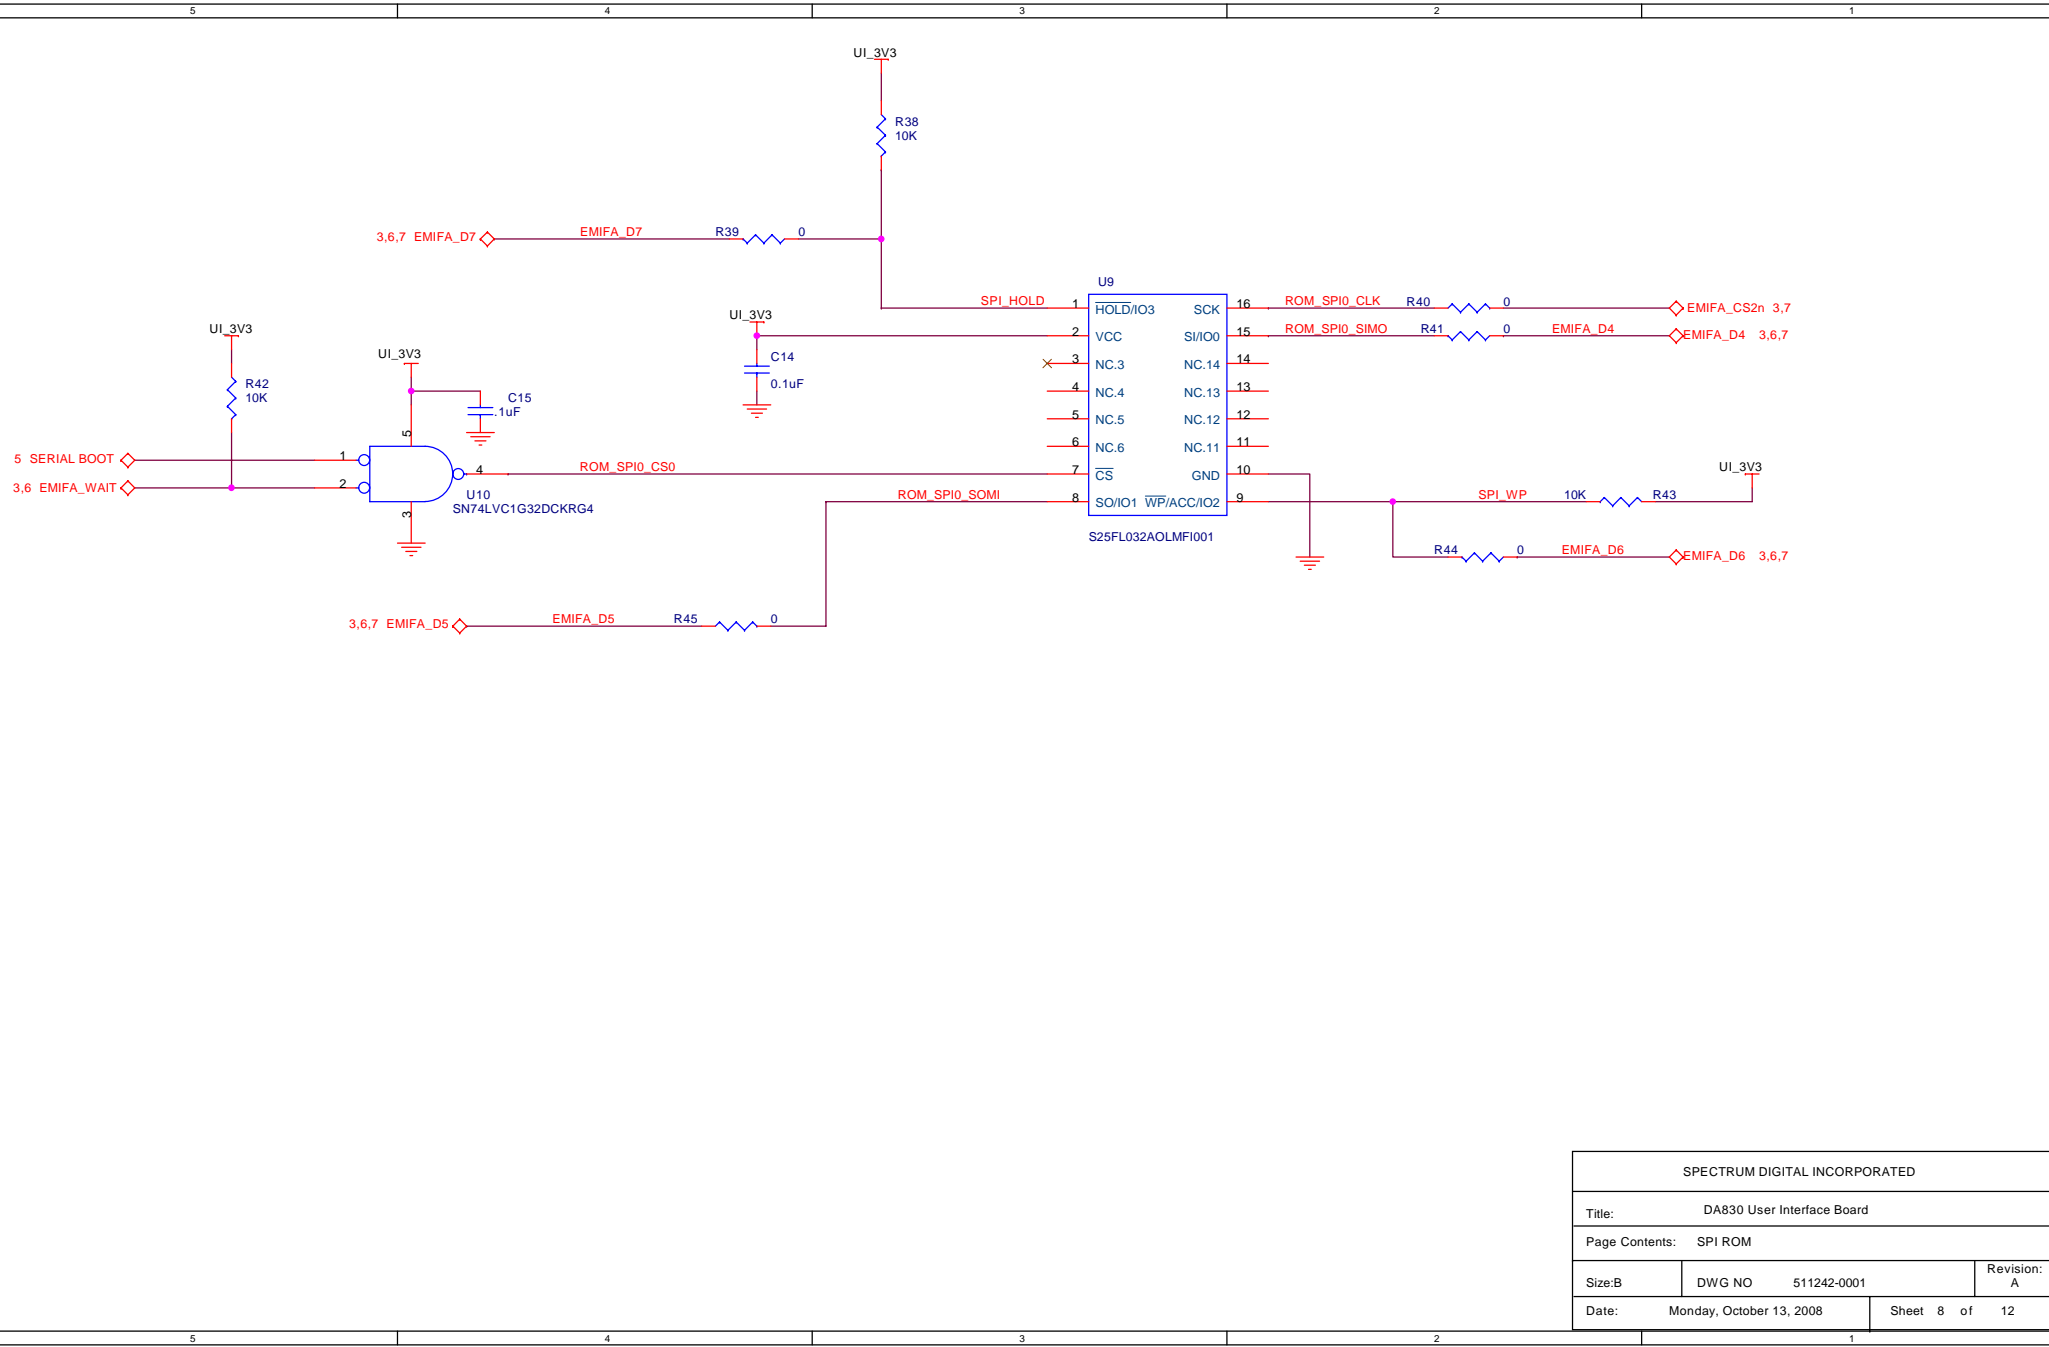 5 4 3 2 1
UI_3V3
R38
10K
3,6,7 EMIFA_D7 EMIFA_D7 R39 0
U9
SPI_HOLD 1 HOLD/IO3 SCK 16 ROM_SPI0_CLK R40 0 EMIFA_CS2n 3,7
UI_3V3
2 VCC SI/IO0 15 ROM_SPI0_SIMO R41 0 EMIFA_D4 EMIFA_D4 3,6,7
C14
0.1uF
3 NC.3 NC.14 14
4 NC.4 NC.13 13
5 NC.5 NC.12 12
6 NC.6 NC.11 11
UI_3V3
R42
10K
UI_3V3
C15
.1uF
5
5 SERIAL BOOT 1
3,6 EMIFA_WAIT 2
4 ROM_SPI0_CS0 7 CS GND 10
U10
SN74LVC1G32DCKRG4
3
ROM_SPI0_SOMI 8 SO/IO1 WP/ACC/IO2 9 SPI_WP 10K R43
UI_3V3
S25FL032AOLMFI001
R44 0 EMIFA_D6 EMIFA_D6 3,6,7
3,6,7 EMIFA_D5 EMIFA_D5 R45 0
SPECTRUM DIGITAL INCORPORATED
Title: DA830 User Interface Board
Page Contents: SPI ROM
Size:B DWG NO 511242-0001 Revision:
A
Date: Monday, October 13, 2008 Sheet 8 of 12
5 4 3 2 1